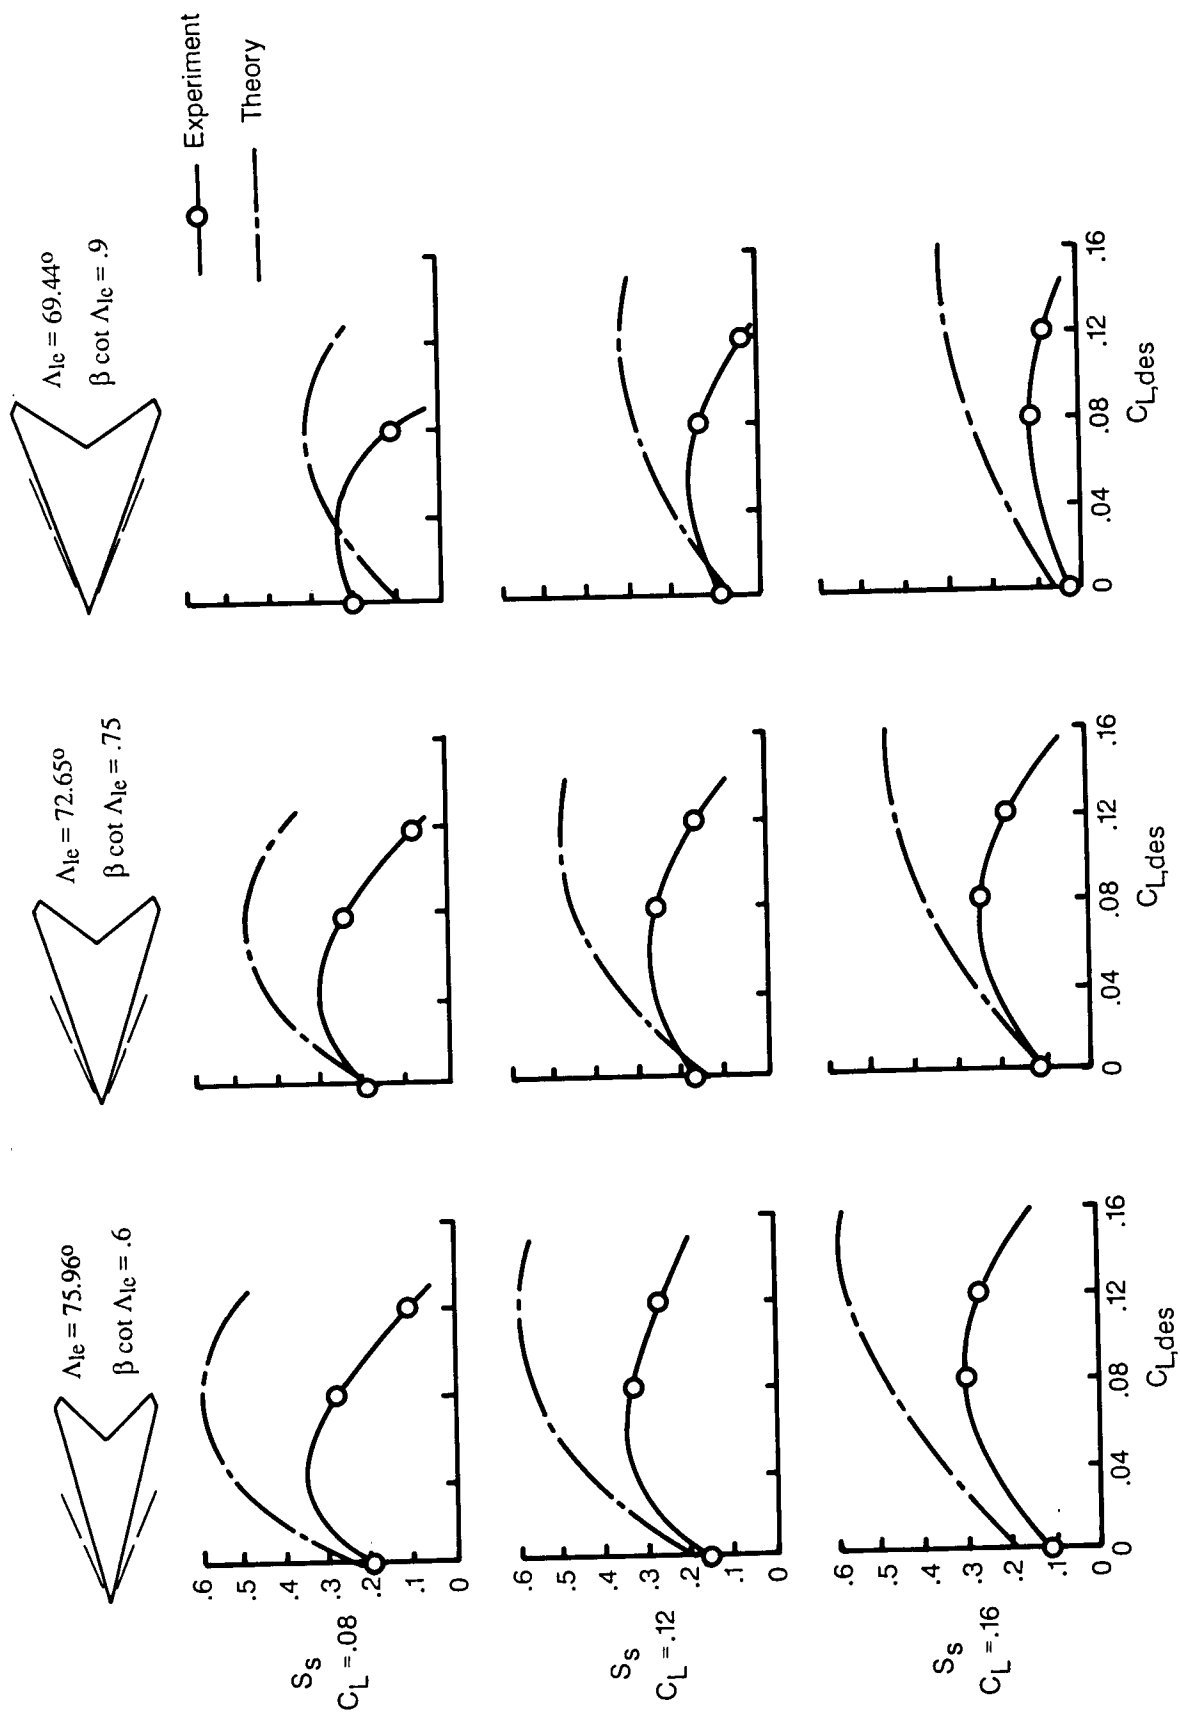 Λle = 75.96º
β cot Λle = .6
Λle = 72.65º
β cot Λle = .75
Λle = 69.44º
β cot Λle = .9
Experiment
Theory
Ss
CL = .08
.6
.5
.4
.3
.2
.1
0
Ss
CL = .12
.6
.5
.4
.3
.2
.1
0
Ss
CL = .16
.6
.5
.4
.3
.2
.1
0
0
.04
.08
.12
.16
CL,des
0
.04
.08
.12
.16
CL,des
0
.04
.08
.12
.16
CL,des